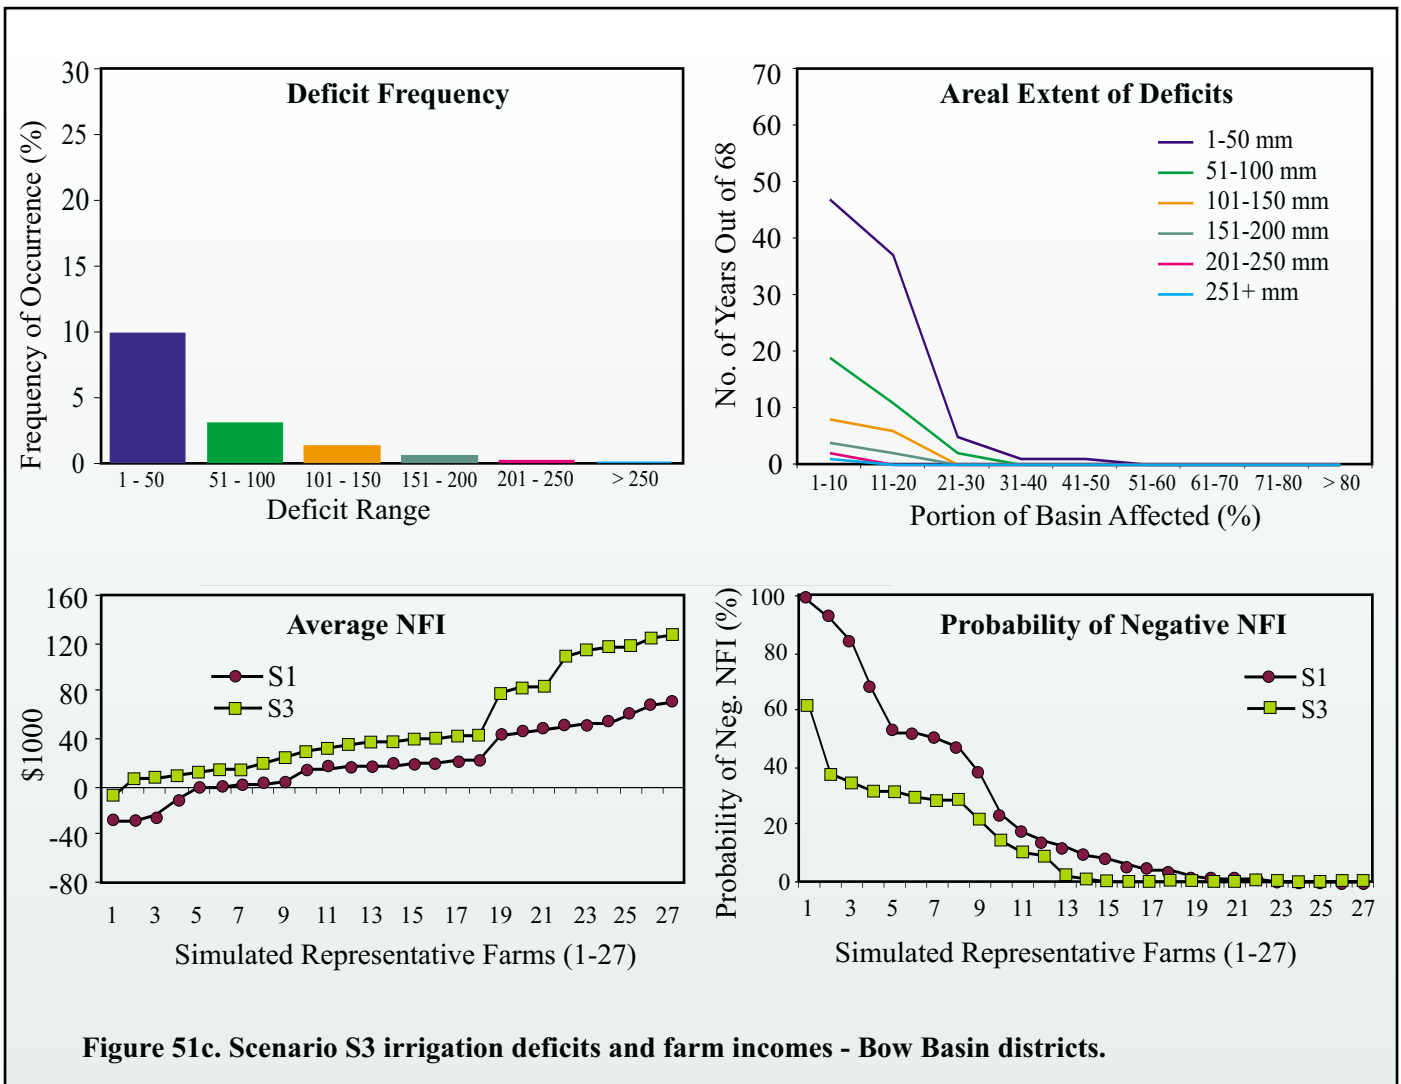 Deficit Frequency
Frequency of Occurrence (%)
30
25
20
15
10
5
0
1 - 50 51 - 100 101 - 150 151 - 200 201 - 250 > 250
Deficit Range
Areal Extent of Deficits
No. of Years Out of 68
70
60
50
40
30
20
10
0
1-50 mm
51-100 mm
101-150 mm
151-200 mm
201-250 mm
251+ mm
1-10 11-20 21-30 31-40 41-50 51-60 61-70 71-80 > 80
Portion of Basin Affected (%)
Average NFI
$1000
160
120
80
40
0
-40
-80
S1
S3
1 3 5 7 9 11 13 15 17 19 21 23 25 27
Simulated Representative Farms (1-27)
Probability of Negative NFI
Probability of Neg. NFI (%)
100
80
60
40
20
0
S1
S3
1 3 5 7 9 11 13 15 17 19 21 23 25 27
Simulated Representative Farms (1-27)
Figure 51c. Scenario S3 irrigation deficits and farm incomes - Bow Basin districts.